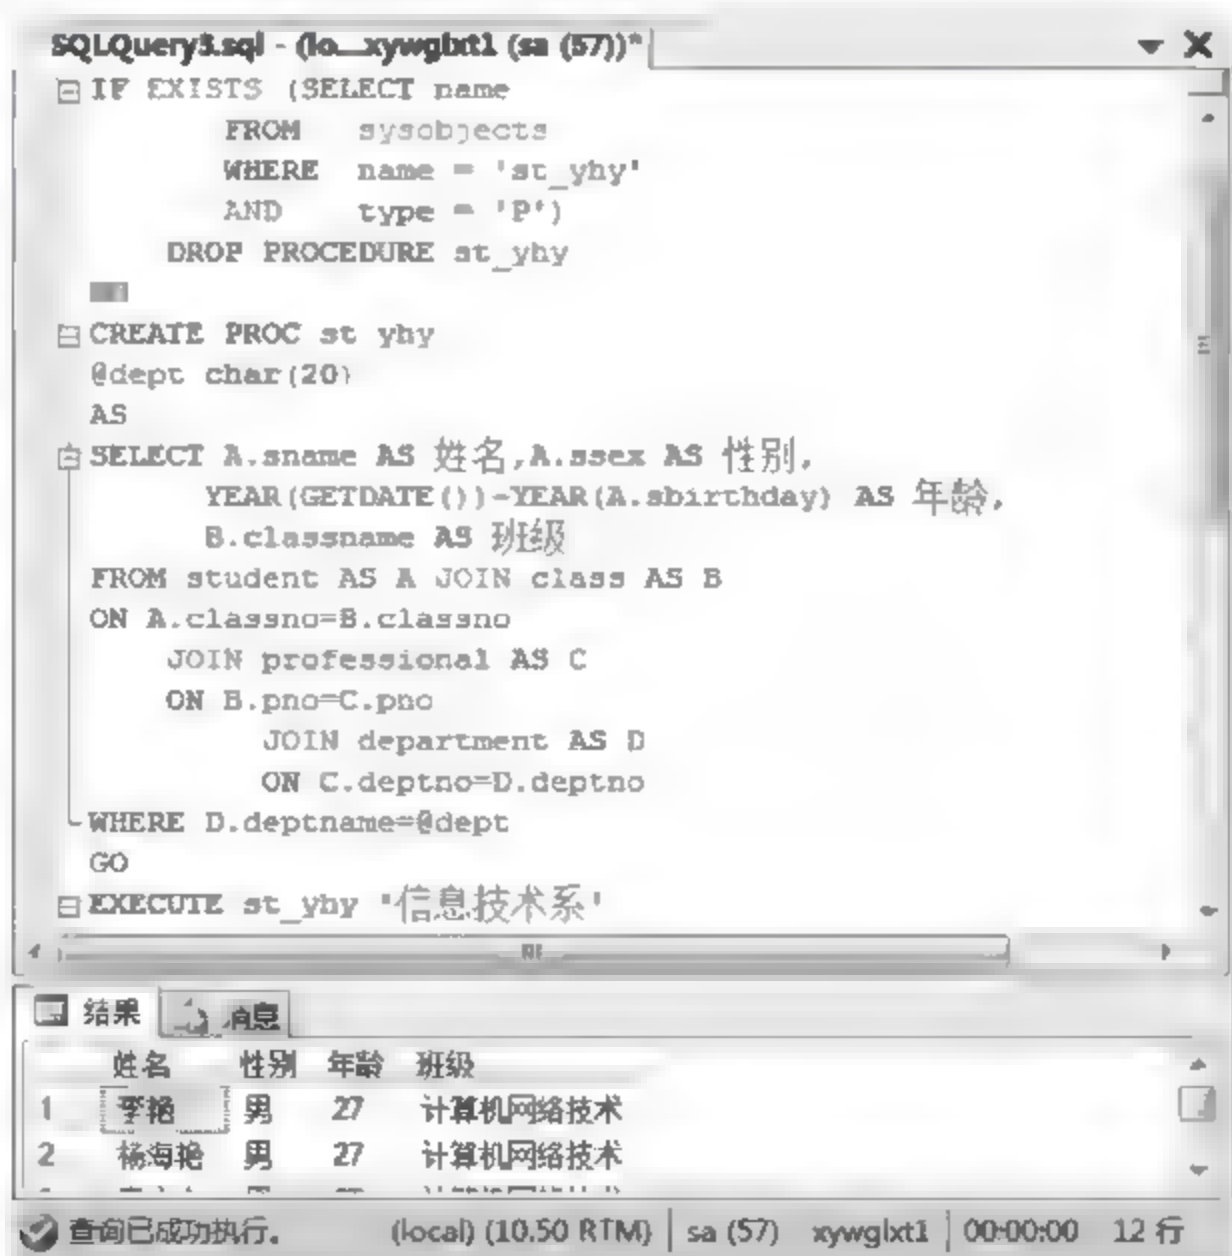 SQLQuery3.sql - (lo...xywglxt1 (sa (57))*
IF EXISTS (SELECT name
FROM sysobjects
WHERE name = 'st_yhy'
AND type = 'P')
DROP PROCEDURE st_yhy
CREATE PROC st_yhy
@dept char(20)
AS
SELECT A.sname AS 姓名,A.ssex AS 性别,
YEAR(GETDATE())-YEAR(A.sbirthday) AS 年龄,
B.classname AS 班级
FROM student AS A JOIN class AS B
ON A.classno=B.classno
JOIN professional AS C
ON B.pno=C.pno
JOIN department AS D
ON C.deptno=D.deptno
WHERE D.deptname=@dept
GO
EXECUTE st_yhy '信息技术系'
结果 消息
姓名 性别 年龄 班级
1 李艳 男 27 计算机网络技术
2 杨海艳 男 27 计算机网络技术
查询已成功执行。 (local) (10.50 RTM) sa (57) xywglxt1 00:00:00 12 行